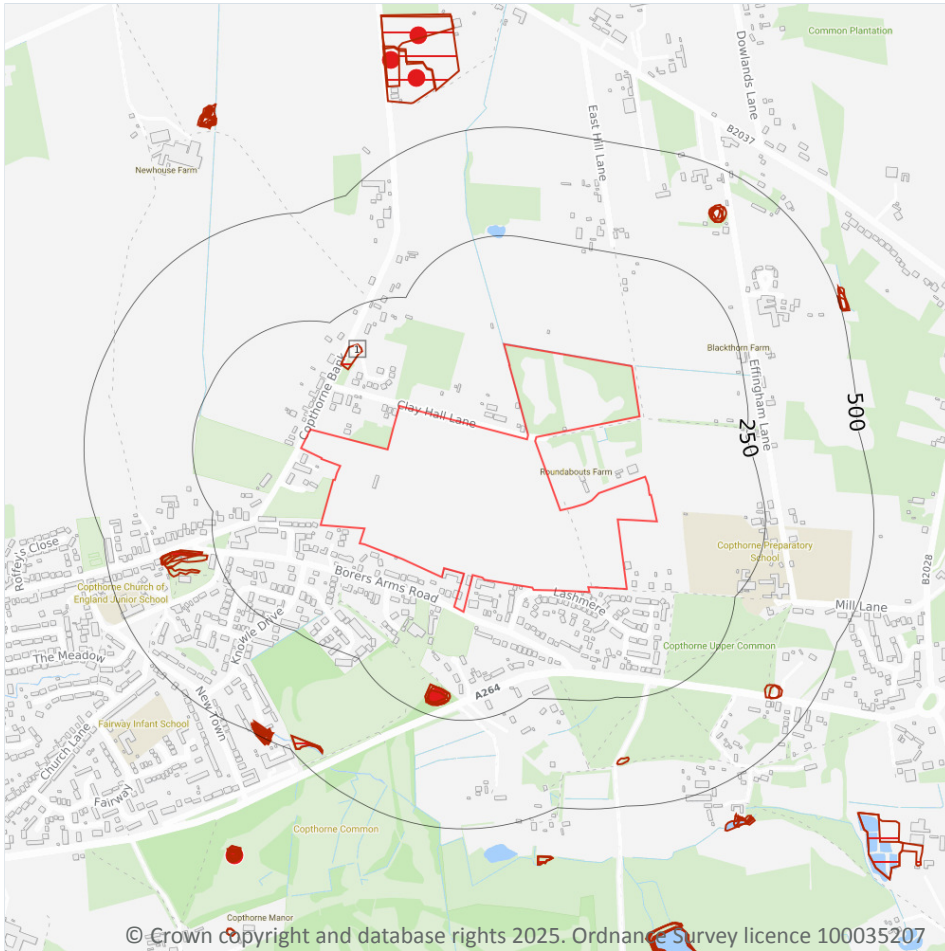 Common Plantation
Dowlands Lane
B2037
East Hill Lane
Newhouse Farm
1
Copthorne Bank
Blackthorn Farm
Effingham Lane
500
Clay Hall Lane
250
Roundabouts Farm
Roffey's Close
Copthorne Preparatory
School
B2028
Copthorne Church of
England Junior School
Borers Arms Road
Lashmere
Mill Lane
Knowle Drive
The Meadow
Copthorne Upper Common
A264
New Town
Fairway Infant School
Church Lane
Fairway
Copthorne Common
Copthorne Manor
© Crown copyright and database rights 2025. Ordnance Survey licence 100035207